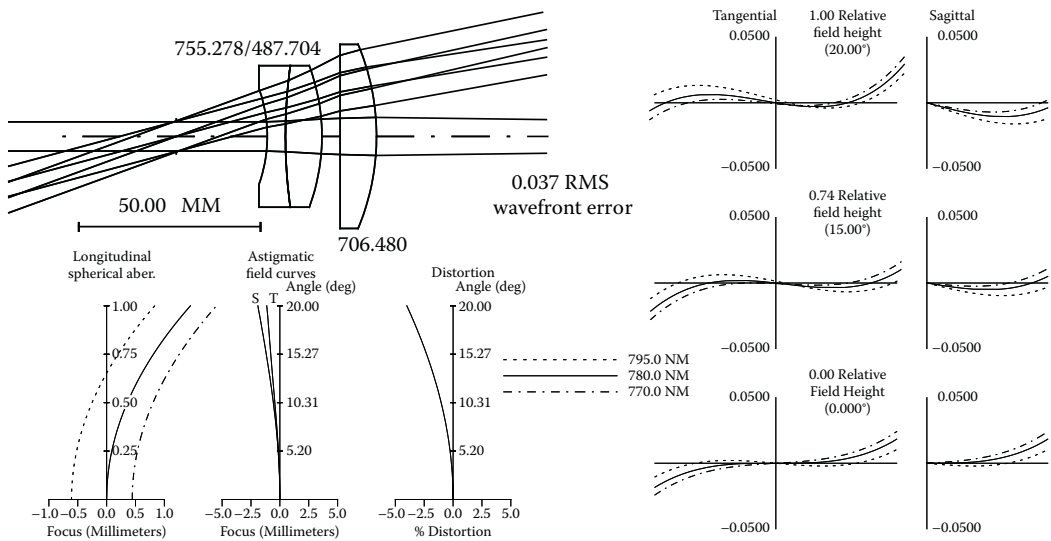 755.278/487.704
0.037 RMS
wavefront error
50.00 MM
706.480
Longitudinal
spherical aber.
1.00
0.75
0.50
0.25
−1.0 −0.5 0.0 0.5 1.0
Focus (Millimeters)
Astigmatic
field curves
Angle (deg)
S T
20.00
15.27
10.31
5.20
−5.0 −2.5 0.0 2.5 5.0
Focus (Millimeters)
Distortion
Angle (deg)
20.00
15.27
10.31
5.20
−5.0 −2.5 0.0 2.5 5.0
% Distortion
795.0 NM
780.0 NM
770.0 NM
Tangential
1.00 Relative
field height
(20.00°)
Sagittal
0.0500
0.0500
−0.0500
−0.0500
0.74 Relative
field height
(15.00°)
0.0500
0.0500
−0.0500
−0.0500
0.00 Relative
Field Height
(0.000°)
0.0500
0.0500
−0.0500
−0.0500